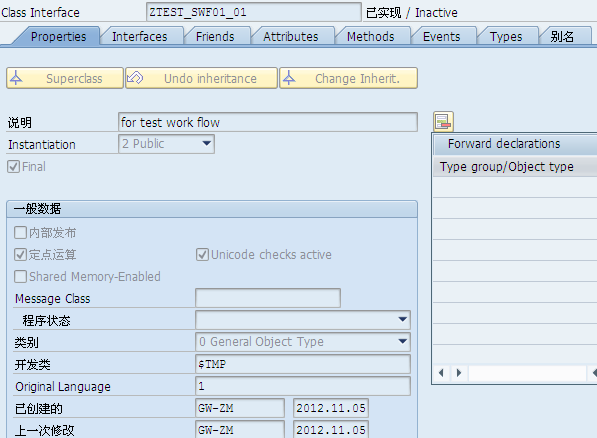 Class Interface ZTEST_SWF01_01 已实现 / Inactive
Properties Interfaces Friends Attributes Methods Events Types 别名
Superclass Undo inheritance Change Inherit.
说明 for test work flow
Instantiation 2 Public
Final
Forward declarations
Type group/Object type
一般数据
内部发布
定点运算 Unicode checks active
Shared Memory-Enabled
Message Class
程序状态
类别 0 General Object Type
开发类 $TMP
Original Language 1
已创建的 GW-ZM 2012.11.05
上一次修改 GW-ZM 2012.11.05